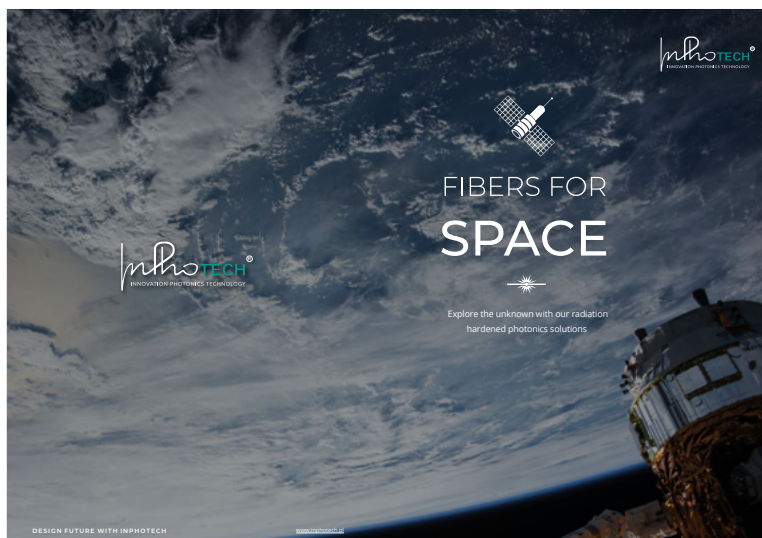 InPhoTECH®
INNOVATION PHOTONICS TECHNOLOGY
FIBERS FOR
SPACE
Explore the unknown with our radiation
hardened photonics solutions
InPhoTECH®
INNOVATION PHOTONICS TECHNOLOGY
DESIGN FUTURE WITH INPHOTECH
www.inphotech.pl